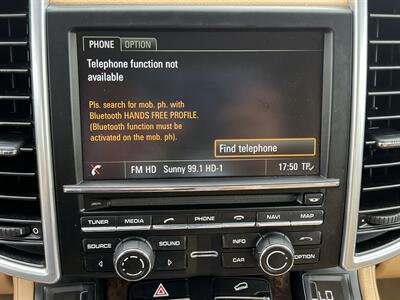 PHONE OPTION
Telephone function not
available
Pls. search for mob. ph. with
Bluetooth HANDS FREE PROFILE.
(Bluetooth function must be
activated on the mob. ph).
Find telephone
FM HD Sunny 99.1 HD-1 17:50 TP
TUNER MEDIA PHONE NAVI MAP
SOURCE SOUND INFO
CAR OPTION
LO